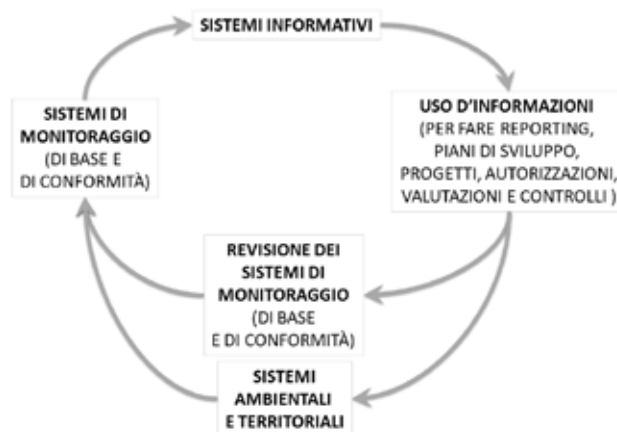 SISTEMI INFORMATIVI
SISTEMI DI
MONITORAGGIO
(DI BASE E
DI CONFORMITÀ)
USO D'INFORMAZIONI
(PER FARE REPORTING,
PIANI DI SVILUPPO,
PROGETTI, AUTORIZZAZIONI,
VALUTAZIONI E CONTROLLI )
REVISIONE DEI
SISTEMI DI
MONITORAGGIO
(DI BASE
E DI CONFORMITÀ)
SISTEMI
AMBIENTALI
E TERRITORIALI